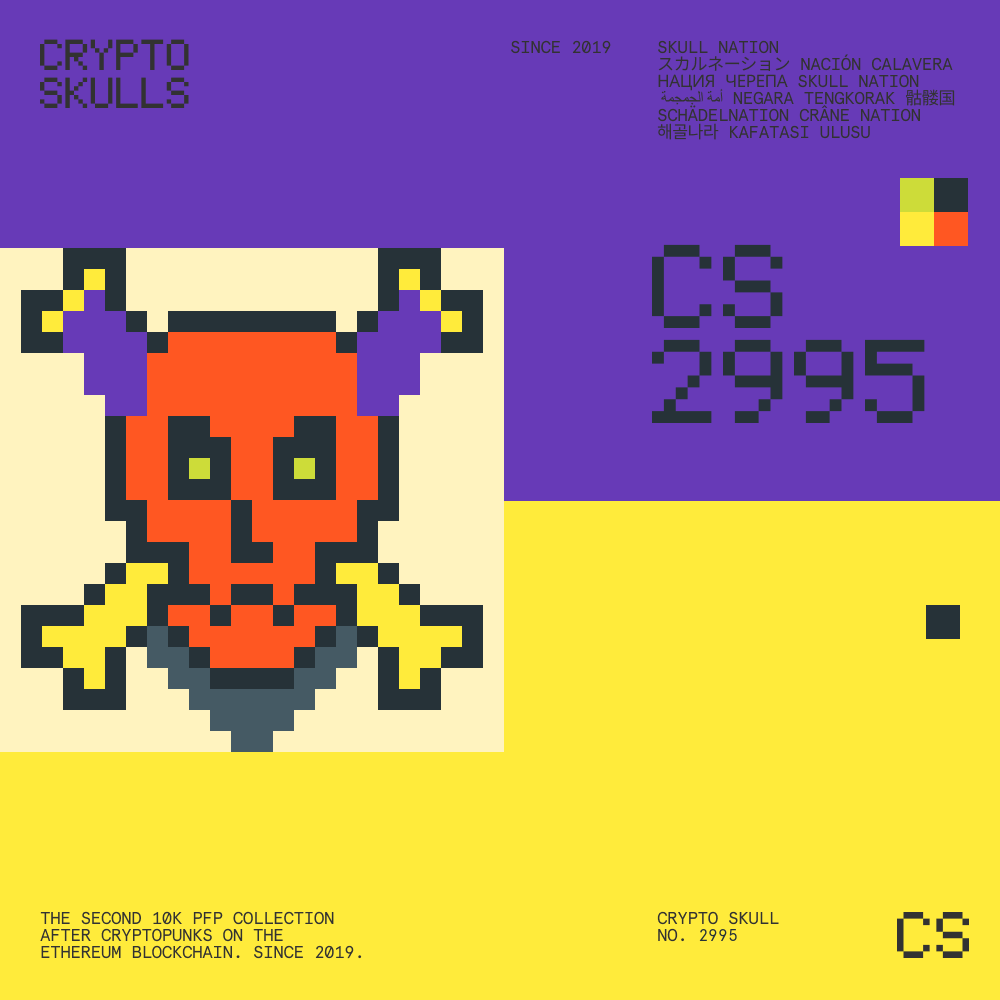 CRYPTO
SKULLS
SINCE 2019
SKULL NATION
スカルネーション NACIÓN CALAVERA
НАЦИЯ ЧЕРЕПА SKULL NATION
أمة الجمجمة NEGARA TENGKORAK 骷髅国
SCHÄDELNATION CRÂNE NATION
해골나라 KAFATASI ULUSU
CS
2995
THE SECOND 10K PFP COLLECTION
AFTER CRYPTOPUNKS ON THE
ETHEREUM BLOCKCHAIN. SINCE 2019.
CRYPTO SKULL
NO. 2995
CS